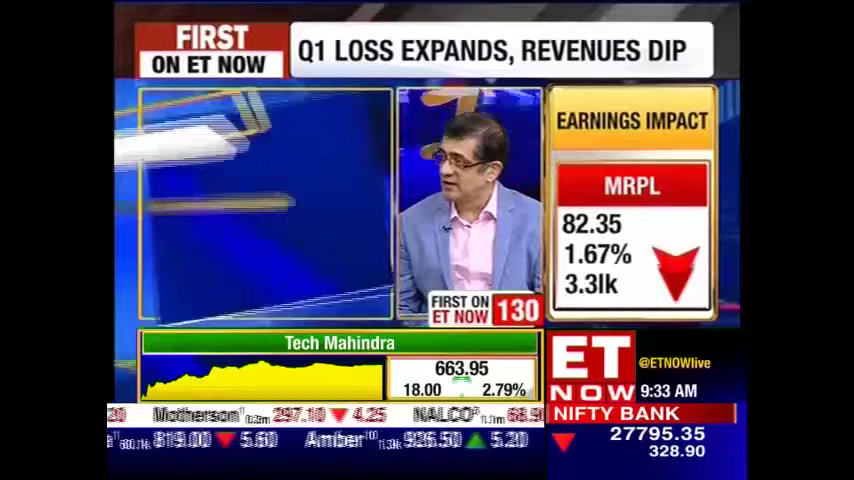 FIRST
ON ET NOW
Q1 LOSS EXPANDS, REVENUES DIP
EARNINGS IMPACT
MRPL
82.35
1.67%
3.3lk
FIRST ON
ET NOW
130
Tech Mahindra
663.95
18.00 2.79%
ET
NOW
@ETNOWlive
9:33 AM
20 Motherson 297.10 4.25 NALCO
NIFTY BANK
27795.35
328.90
819.00 5.60 Amber 926.50 5.20